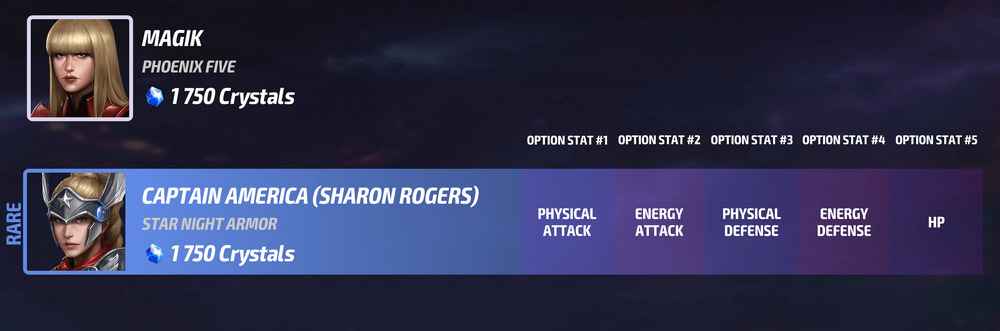 MAGIK
PHOENIX FIVE
1 750 Crystals
OPTION STAT #1 OPTION STAT #2 OPTION STAT #3 OPTION STAT #4 OPTION STAT #5
RARE
CAPTAIN AMERICA (SHARON ROGERS)
STAR NIGHT ARMOR
1 750 Crystals
PHYSICAL
ATTACK
ENERGY
ATTACK
PHYSICAL
DEFENSE
ENERGY
DEFENSE
HP